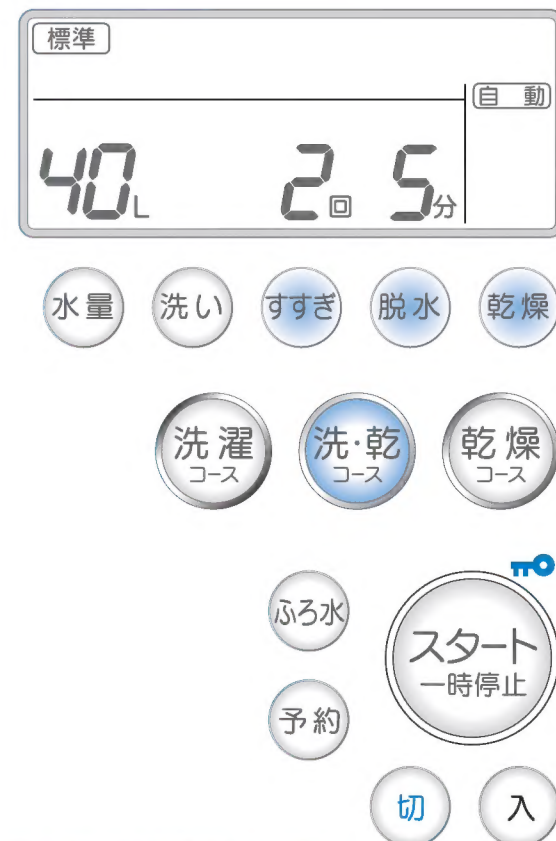 標準
自 動
40L 2回 5分
水量 洗い すすぎ 脱水 乾燥
洗濯 洗・乾 乾燥
コース コース コース
ふろ水
スタート
一時停止
予約
切 入